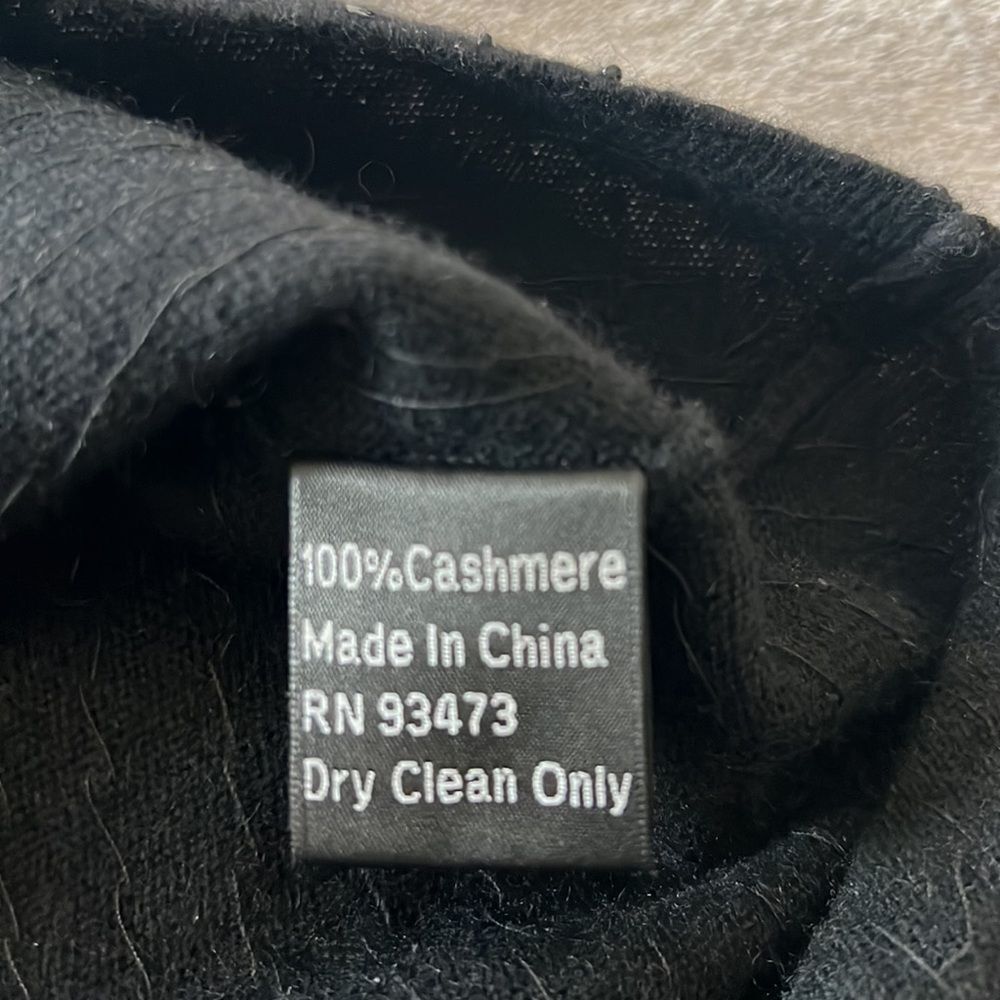 100%Cashmere
Made In China
RN 93473
Dry Clean Only